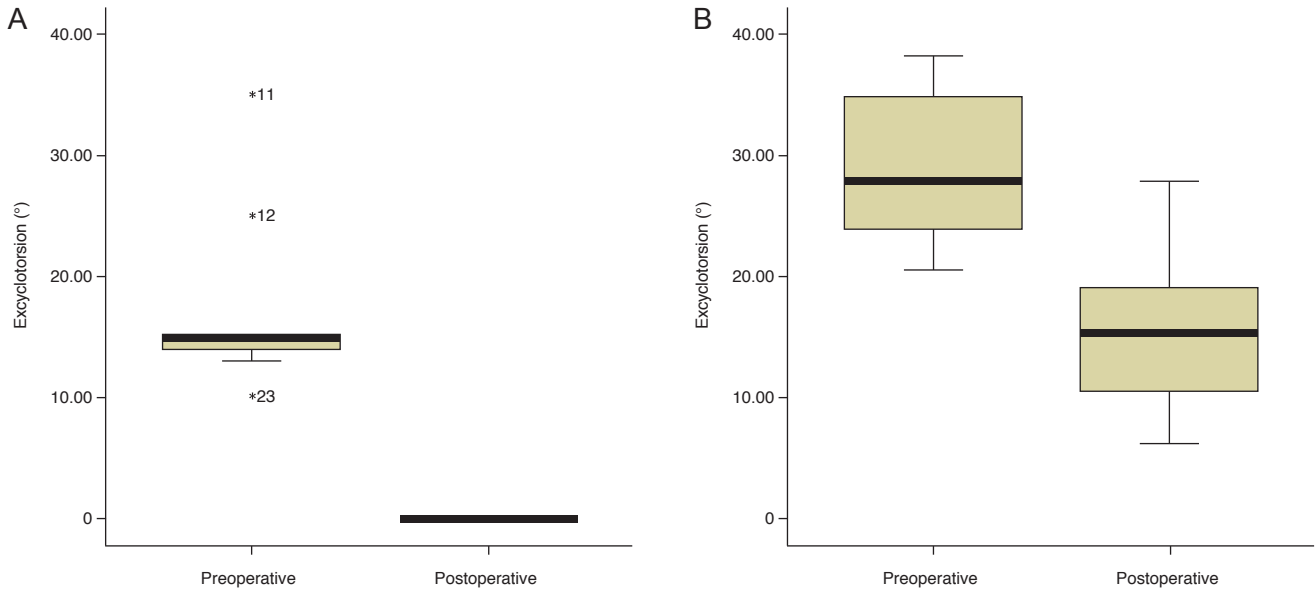 A
Excyclotorsion (°)
40.00
30.00
20.00
10.00
0
*11
*12
*23
Preoperative
Postoperative
B
Excyclotorsion (°)
40.00
30.00
20.00
10.00
0
Preoperative
Postoperative